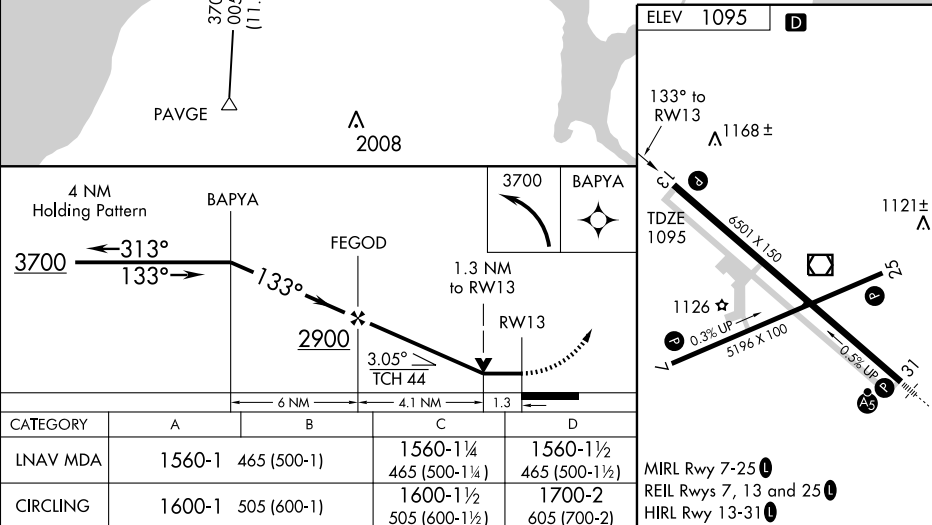 370
005
(11.
PAVGE
2008
4 NM
Holding Pattern
BAPYA
3700
313°
133°
133°
FEGOD
2900
3.05°
TCH 44
1.3 NM
to RW13
RW13
3700
BAPYA
6 NM
4.1 NM
1.3
CATEGORY A B C D
LNAV MDA 1560-1 465 (500-1) 1560-1¼ 1560-1½
465 (500-1¼) 465 (500-1½)
CIRCLING 1600-1 505 (600-1) 1600-1½ 1700-2
505 (600-1½) 605 (700-2)
ELEV 1095 D
133° to
RW13
1168 ±
13
P
TDZE
1095
6501 X 150
1121±
25
P
1126
P
0.3% UP
5196 X 100
7
0.5% UP
31
P
A5
MIRL Rwy 7-25 L
REIL Rwys 7, 13 and 25 L
HIRL Rwy 13-31 L